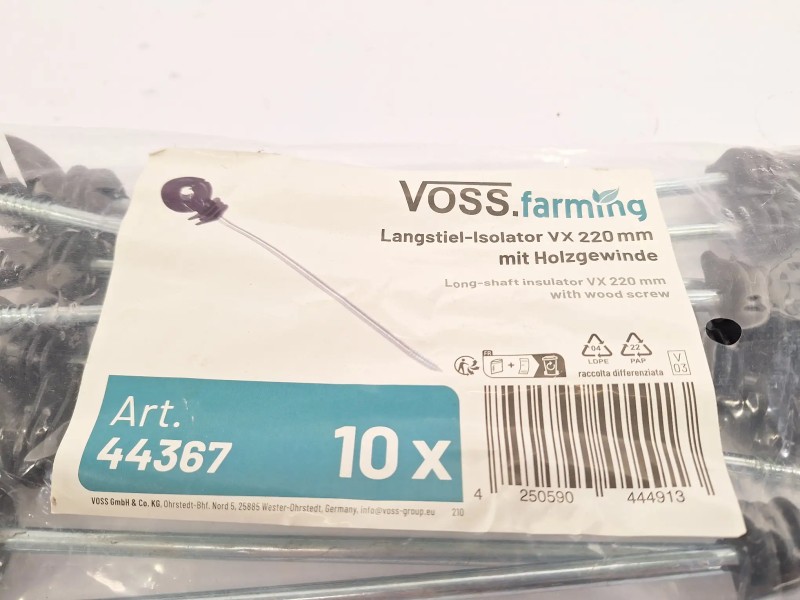 VOSS.farming
Langstiel-Isolator VX 220 mm
mit Holzgewinde
Long-shaft insulator VX 220 mm
with wood screw
FR
+
04
LDPE
22
PAP
raccolta differenziata
V
03
Art.
44367
10 x
4 250590 444913
VOSS GmbH & Co. KG, Ohrstedt-Bhf. Nord 5, 25885 Wester-Ohrstedt, Germany, info@voss-group.eu 210